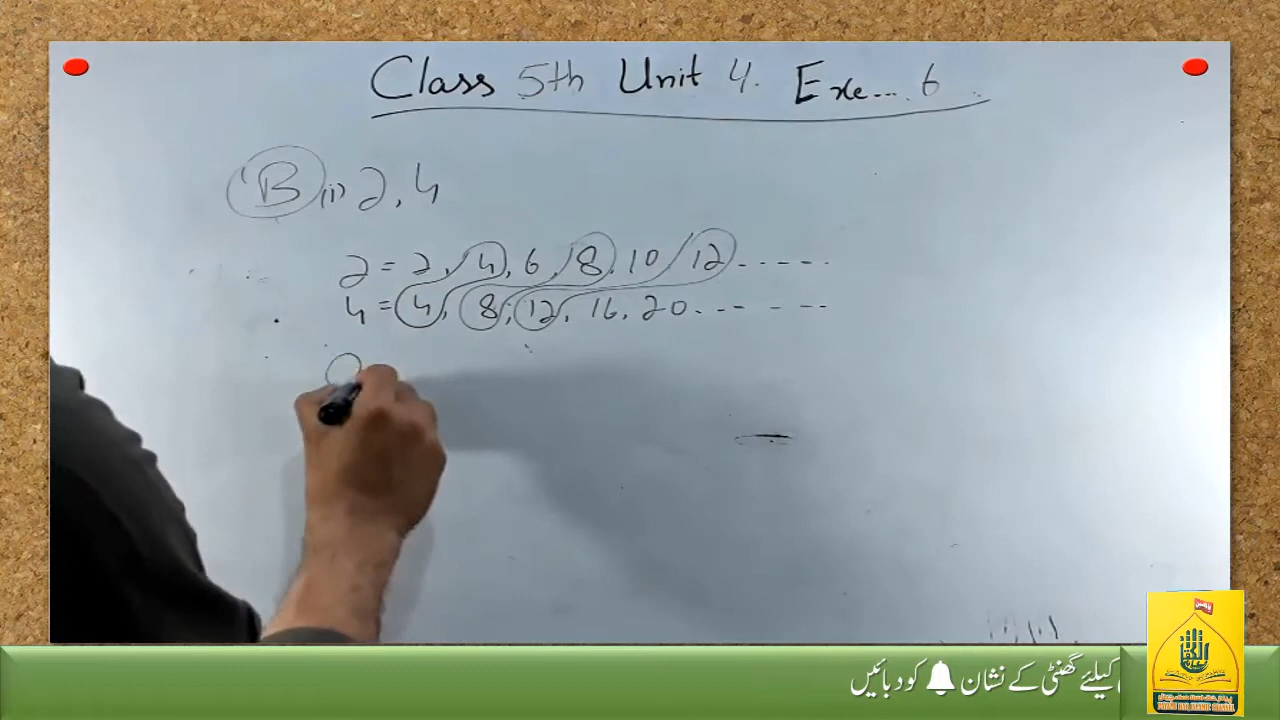 Class 5th Unit 4. Exe... 6
B (i) 2, 4
2 = 2, 4, 6, 8, 10, 12 - - - - -
4 = 4, 8, 12, 16, 20 - - - - - -
کیلئے گھنٹی کے نشان کو دبائیں